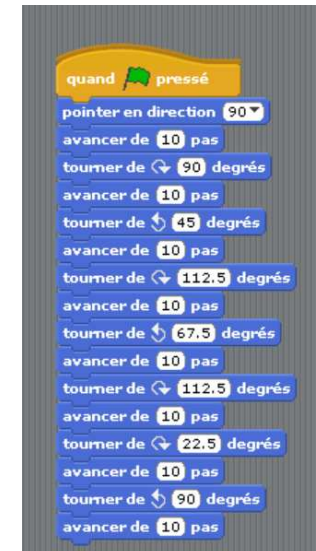 quand pressé
pointer en direction 90
avancer de 10 pas
tourner de 90 degrés
avancer de 10 pas
tourner de 45 degrés
avancer de 10 pas
tourner de 112.5 degrés
avancer de 10 pas
tourner de 67.5 degrés
avancer de 10 pas
tourner de 112.5 degrés
avancer de 10 pas
tourner de 22.5 degrés
avancer de 10 pas
tourner de 90 degrés
avancer de 10 pas